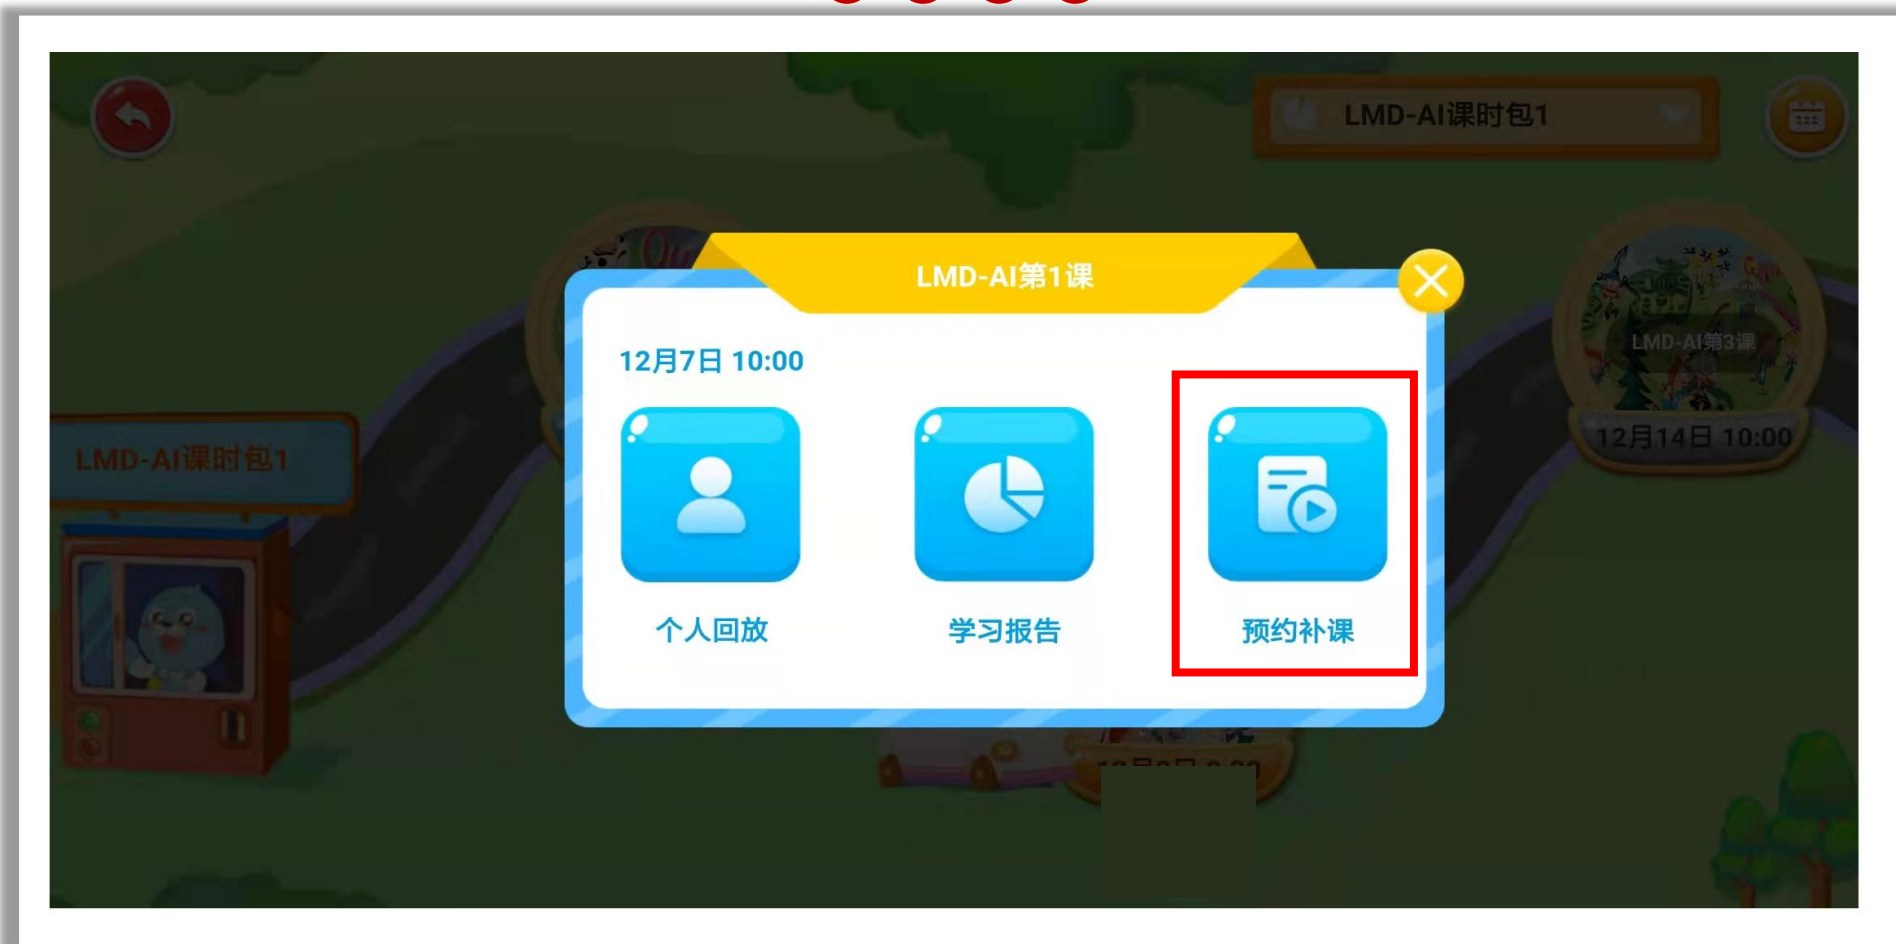 LMD-AI课时包1
LMD-AI第1课
12月7日 10:00
LMD-AI第3课
12月14日 10:00
LMD-AI课时包1
个人回放
学习报告
预约补课